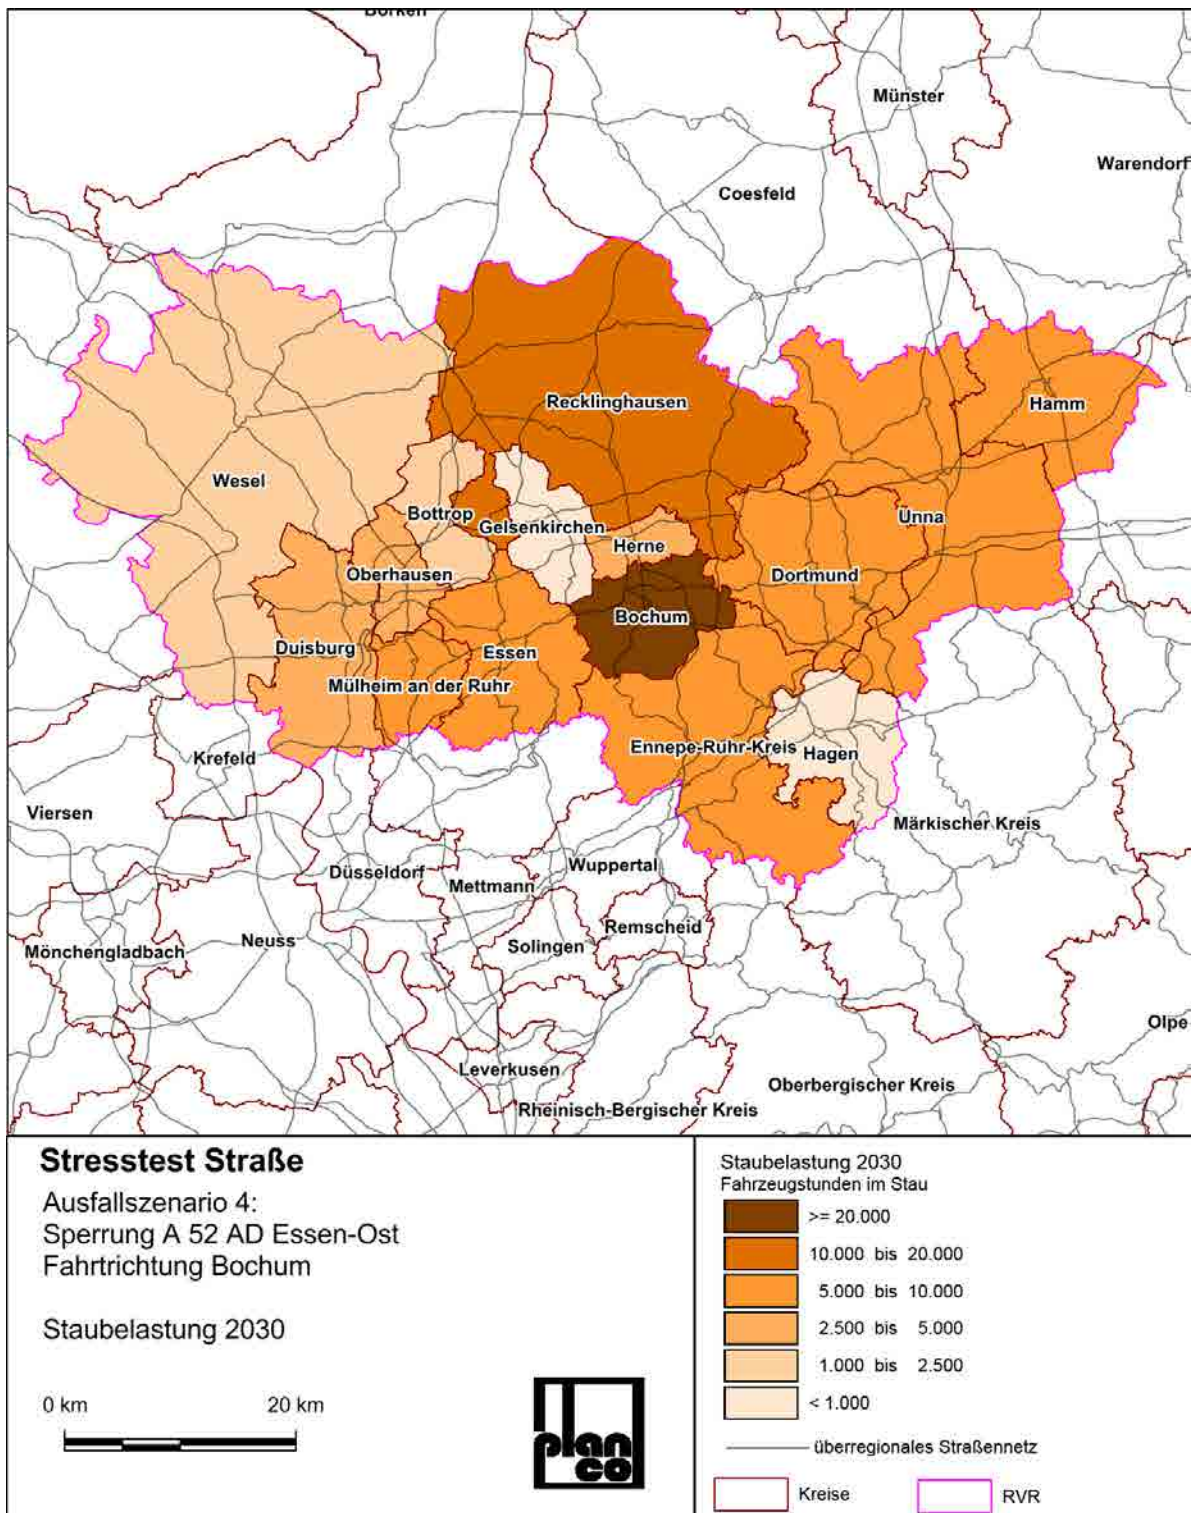 Borken
Münster
Warendorf
Coesfeld
Recklinghausen
Hamm
Wesel
Bottrop
Gelsenkirchen
Unna
Herne
Oberhausen
Dortmund
Bochum
Duisburg
Essen
Mülheim an der Ruhr
Ennepe-Ruhr-Kreis
Hagen
Krefeld
Viersen
Märkischer Kreis
Düsseldorf
Mettmann
Wuppertal
Remscheid
Solingen
Neuss
Mönchengladbach
Olpe
Leverkusen
Oberbergischer Kreis
Rheinisch-Bergischer Kreis
Stresstest Straße
Ausfallszenario 4:
Sperrung A 52 AD Essen-Ost
Fahrtrichtung Bochum
Staubelastung 2030
0 km 20 km
plan
co
Staubelastung 2030
Fahrzeugstunden im Stau
>= 20.000
10.000 bis 20.000
5.000 bis 10.000
2.500 bis 5.000
1.000 bis 2.500
< 1.000
überregionales Straßennetz
Kreise RVR